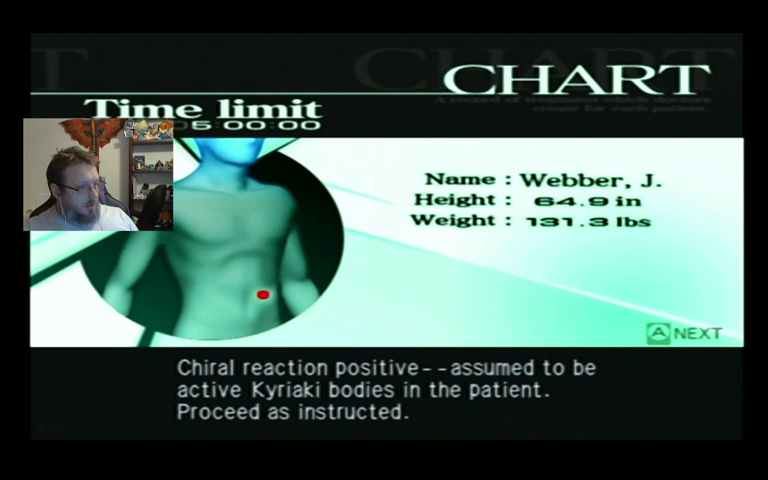 CHART
A record of treatment which doctors
create for each patient.
Time limit
5:00:00
Name : Webber, J.
Height : 64.9 in
Weight : 131.3 lbs
A NEXT
Chiral reaction positive--assumed to be
active Kyriaki bodies in the patient.
Proceed as instructed.